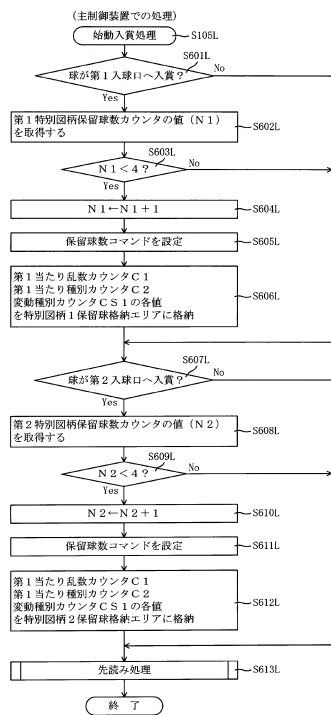 (主制御装置での処理)
始動入賞処理
S105L
S601L
球が第1入球口へ入賞?
No
Yes
第1特別図柄保留球数カウンタの値(N1)
を取得する
S602L
S603L
N1<4?
No
Yes
N1←N1+1
S604L
保留球数コマンドを設定
S605L
第1当たり乱数カウンタC1
第1当たり種別カウンタC2
変動種別カウンタCS1の各値
を特別図柄1保留球格納エリアに格納
S606L
S607L
球が第2入球口へ入賞?
No
Yes
第2特別図柄保留球数カウンタの値(N2)
を取得する
S608L
S609L
N2<4?
No
Yes
N2←N2+1
S610L
保留球数コマンドを設定
S611L
第1当たり乱数カウンタC1
第1当たり種別カウンタC2
変動種別カウンタCS1の各値
を特別図柄2保留球格納エリアに格納
S612L
先読み処理
S613L
終 了